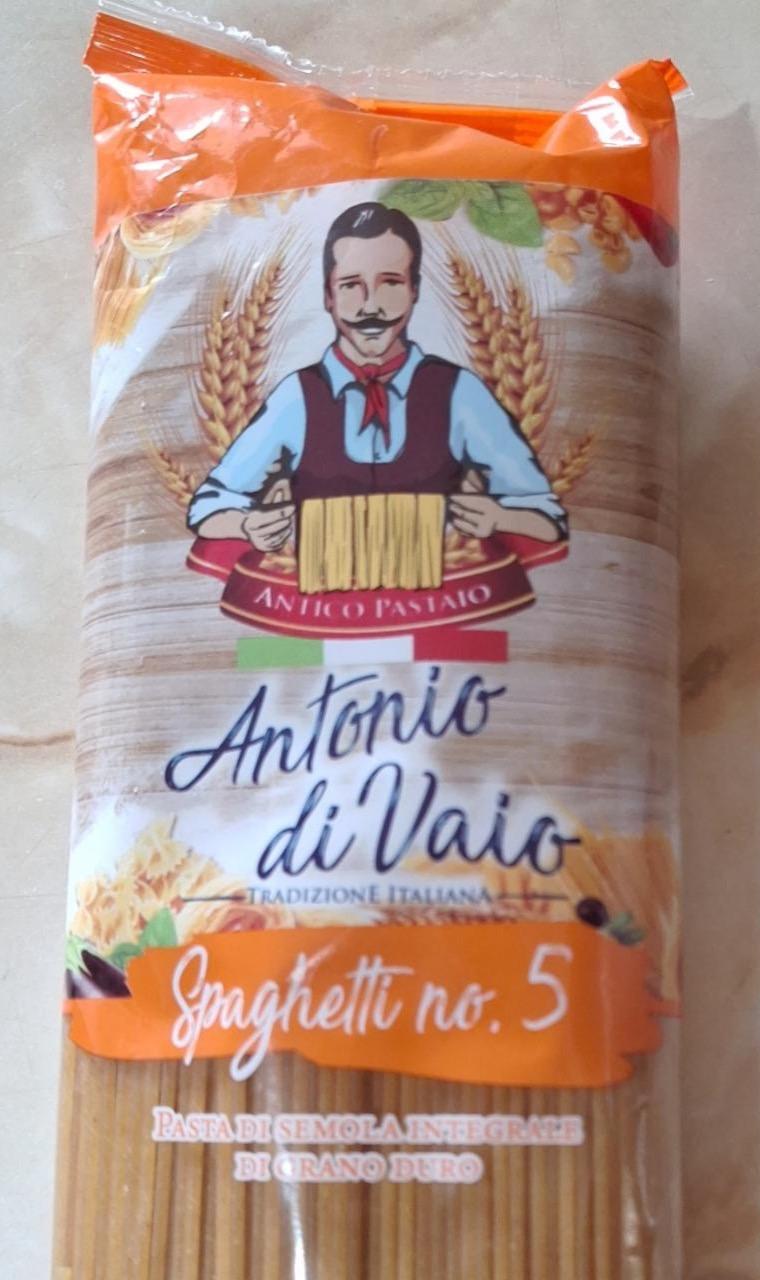 ANTICO PASTAIO
Antonio
di Vaio
TRADIZIONE ITALIANA
Spaghetti no. 5
PASTA DI SEMOLA INTEGRALE
DI GRANO DURO